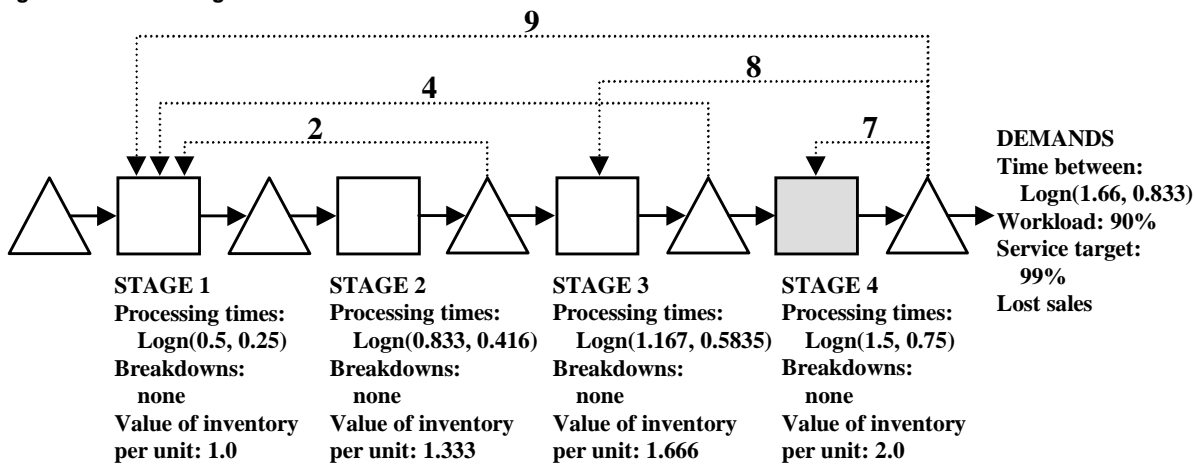 9
8
4
2
7
DEMANDS
Time between:
Logn(1.66, 0.833)
Workload: 90%
Service target:
99%
Lost sales
STAGE 1
Processing times:
Logn(0.5, 0.25)
Breakdowns:
none
Value of inventory
per unit: 1.0
STAGE 2
Processing times:
Logn(0.833, 0.416)
Breakdowns:
none
Value of inventory
per unit: 1.333
STAGE 3
Processing times:
Logn(1.167, 0.5835)
Breakdowns:
none
Value of inventory
per unit: 1.666
STAGE 4
Processing times:
Logn(1.5, 0.75)
Breakdowns:
none
Value of inventory
per unit: 2.0